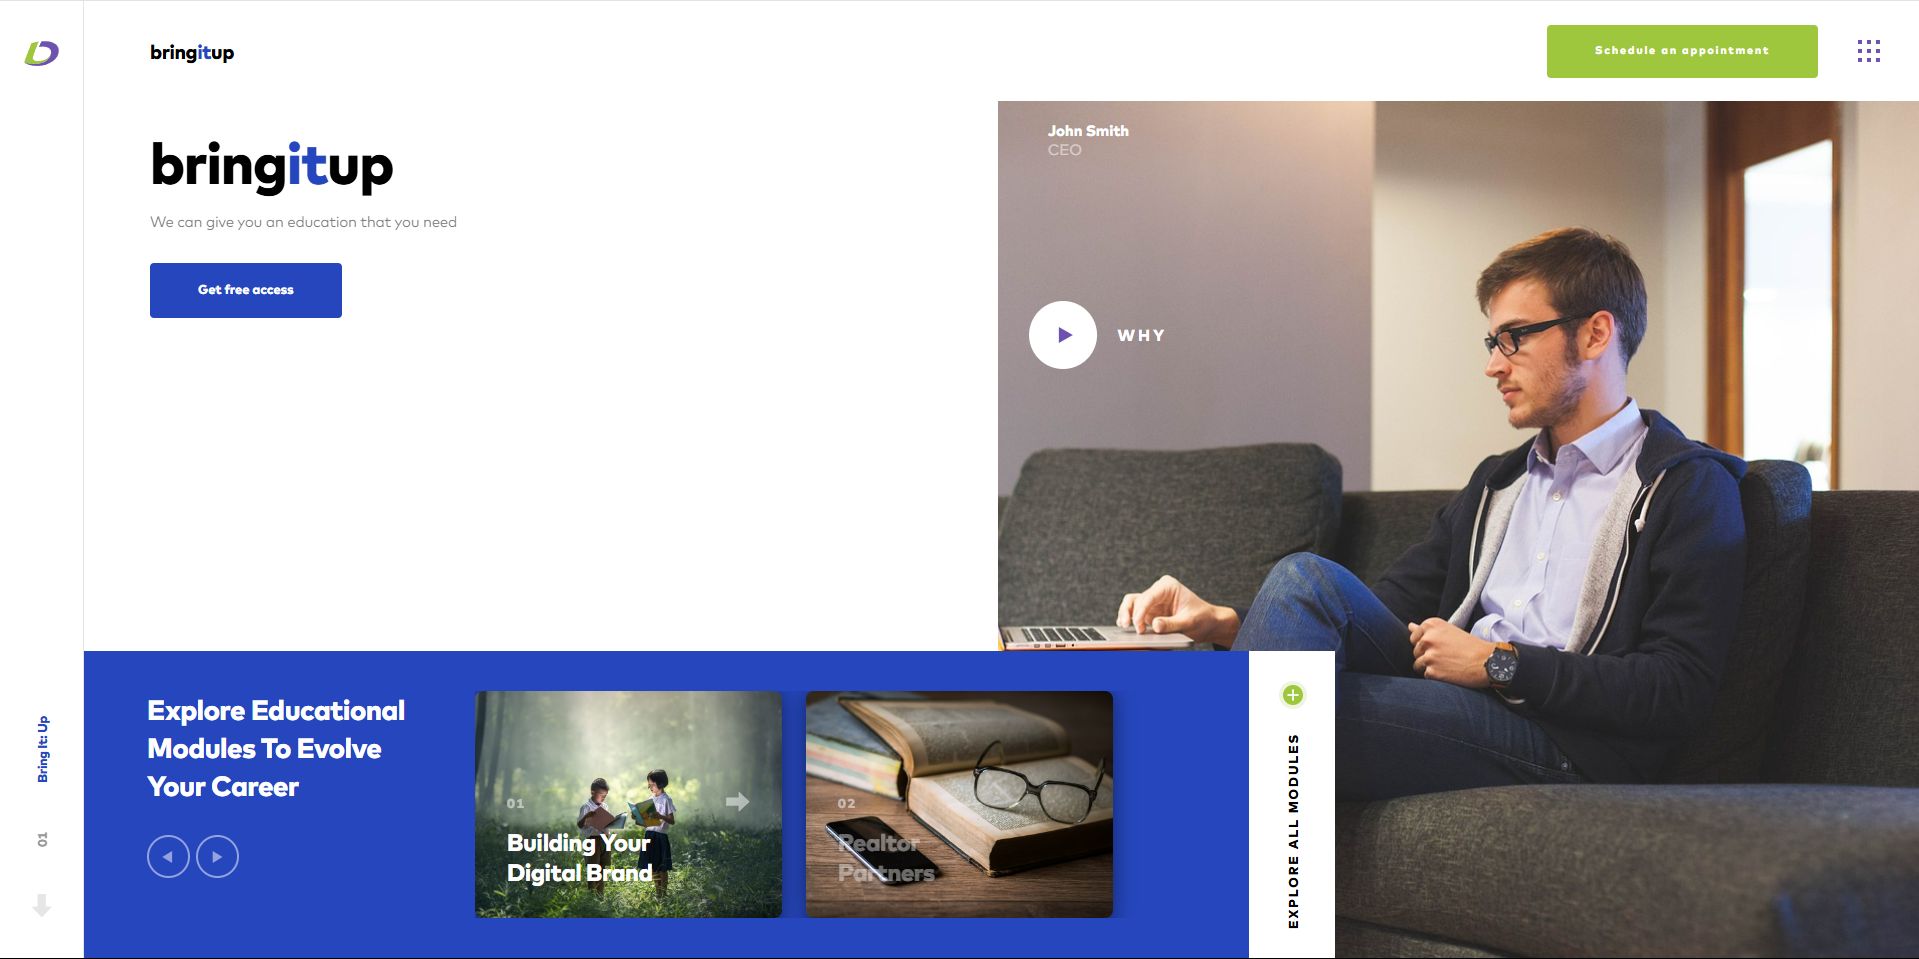 bringitup
Schedule an appointment
bringitup
We can give you an education that you need
Get free access
John Smith
CEO
WHY
Bring It: Up
01
Explore Educational
Modules To Evolve
Your Career
01
Building Your
Digital Brand
02
Realtor
Partners
EXPLORE ALL MODULES